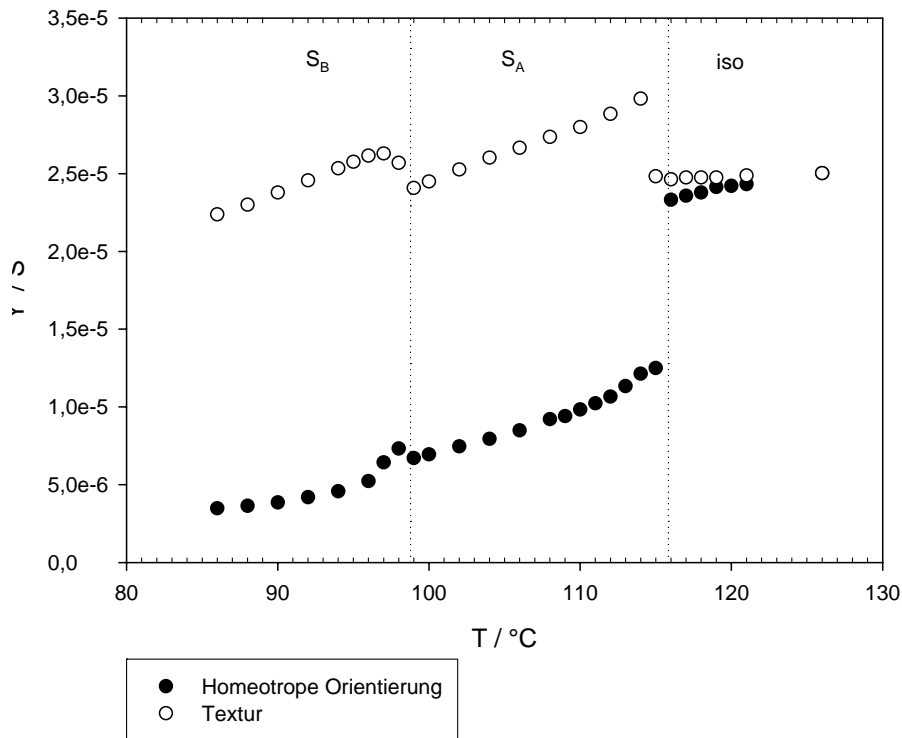 3,5e-5
3,0e-5
2,5e-5
2,0e-5
1,5e-5
1,0e-5
5,0e-6
0,0
S_B
S_A
iso
80
90
100
110
120
130
T / °C
Homeotrope Orientierung
Textur